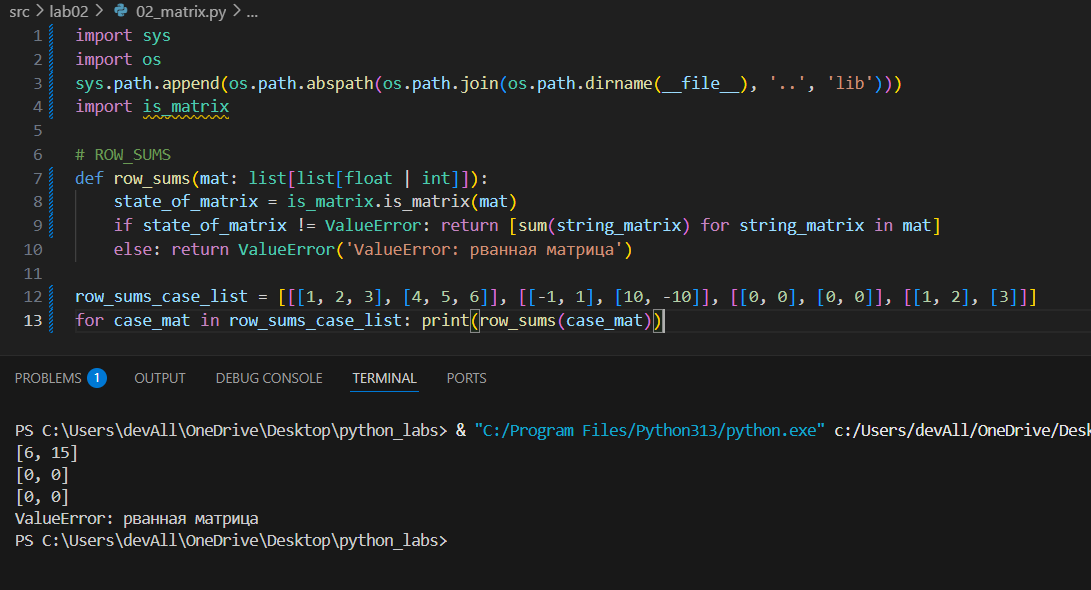 src > lab02 > 02_matrix.py > ...
1 import sys
2 import os
3 sys.path.append(os.path.abspath(os.path.join(os.path.dirname(__file__), '..', 'lib')))
4 import is_matrix
5
6 # ROW_SUMS
7 def row_sums(mat: list[list[float | int]]):
8     state_of_matrix = is_matrix.is_matrix(mat)
9     if state_of_matrix != ValueError: return [sum(string_matrix) for string_matrix in mat]
10     else: return ValueError('ValueError: рванная матрица')
11
12 row_sums_case_list = [[[1, 2, 3], [4, 5, 6]], [[-1, 1], [10, -10]], [[0, 0], [0, 0]], [[1, 2], [3]]]
13 for case_mat in row_sums_case_list: print(row_sums(case_mat))
PROBLEMS 1 OUTPUT DEBUG CONSOLE TERMINAL PORTS
PS C:\Users\devAll\OneDrive\Desktop\python_labs> & "C:/Program Files/Python313/python.exe" c:/Users/devAll/OneDrive/Desk
[6, 15]
[0, 0]
[0, 0]
ValueError: рванная матрица
PS C:\Users\devAll\OneDrive\Desktop\python_labs>